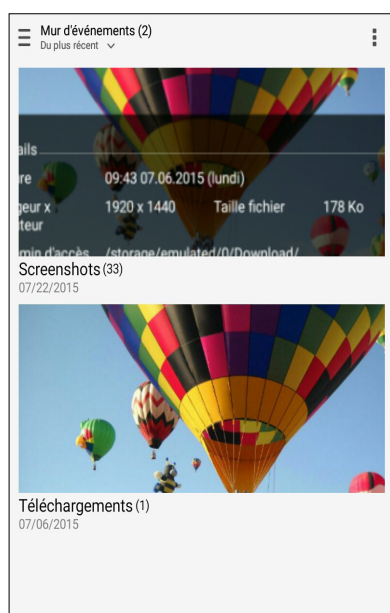 Mur d'événements (2)
Du plus récent
ails
re 09:43 07.06.2015 (lundi)
geur x 1920 x 1440 Taille fichier 178 Ko
uteur
min d'accès /storage/emulated/0/Download/
Screenshots (33)
07/22/2015
Téléchargements (1)
07/06/2015